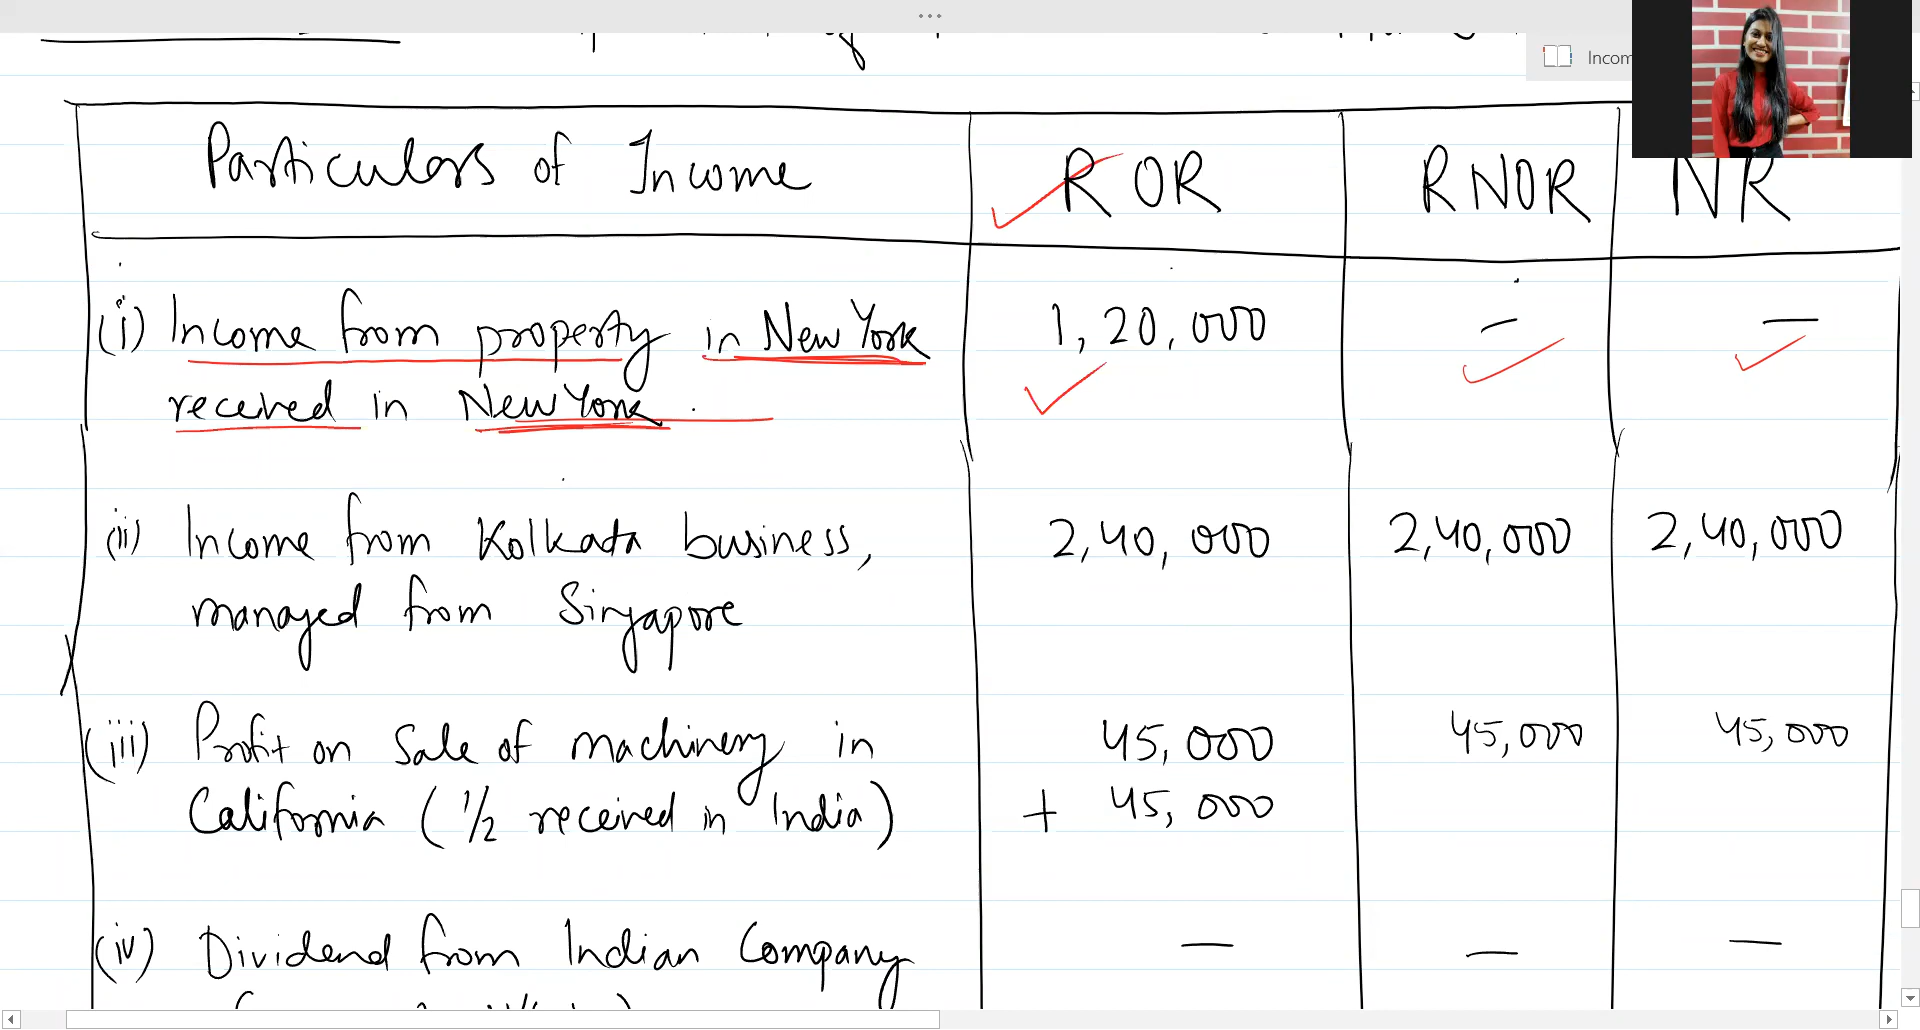 Incom
Particulars of Income ROR RNOR NR
(i) Income from property in New York 1,20,000 – –
received in New York.
(ii) Income from Kolkata business, 2,40,000 2,40,000 2,40,000
managed from Singapore
(iii) Profit on Sale of machinery in 45,000 45,000 45,000
California (1/2 received in India) + 45,000
(iv) Dividend from Indian Company – – –